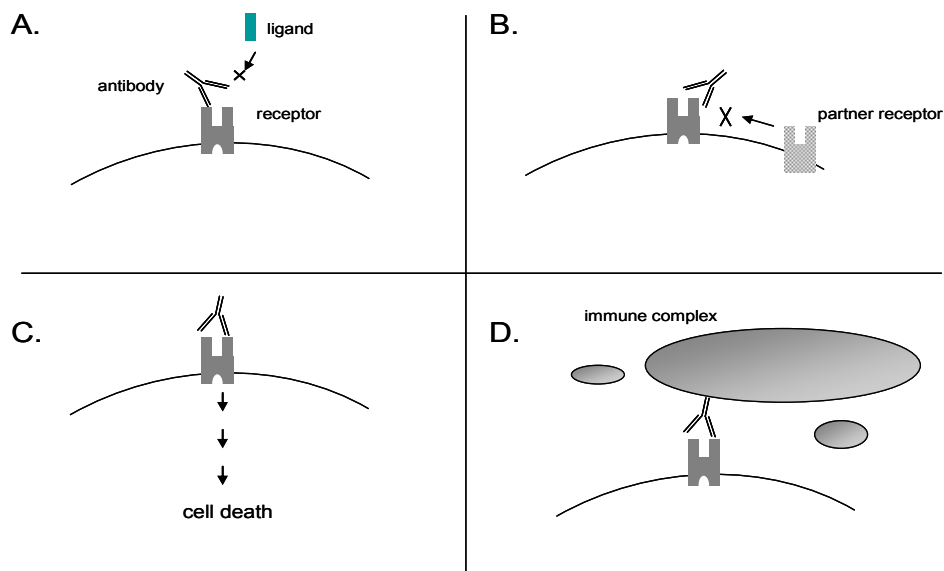 A.
ligand
antibody
receptor
B.
partner receptor
C.
cell death
D.
immune complex